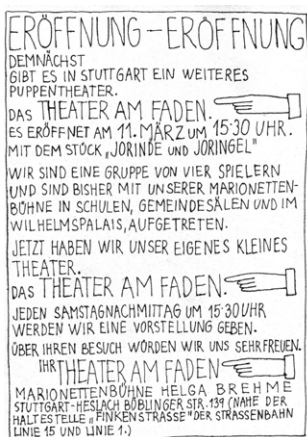 ERÖFFNUNG – ERÖFFNUNG
DEMNÄCHST
GIBT ES IN STUTTGART EIN WEITERES
PUPPENTHEATER.
DAS THEATER AM FADEN.
ES ERÖFFNET AM 11. MÄRZ UM 15·30 UHR.
MIT DEM STÜCK „JORINDE UND JORINGEL"
WIR SIND EINE GRUPPE VON VIER SPIELERN
UND SIND BISHER MIT UNSERER MARIONETTEN-
BÜHNE IN SCHULEN, GEMEINDESÄLEN UND IM
WILHELMSPALAIS, AUFGETRETEN.
JETZT HABEN WIR UNSER EIGENES KLEINES
THEATER.
DAS THEATER AM FADEN.
JEDEN SAMSTAGNACHMITTAG UM 15·30 UHR
WERDEN WIR EINE VORSTELLUNG GEBEN.
ÜBER IHREN BESUCH WÜRDEN WIR UNS SEHR FREUEN.
IHR THEATER AM FADEN
MARIONETTENBÜHNE HELGA BREHME
STUTTGART-HESLACH BÖBLINGER STR. 139 (NAHE DER
HALTESTELLE „FINKENSTRASSE" DER STRASSENBAHN
LINIE 15 UND LINIE 1.)